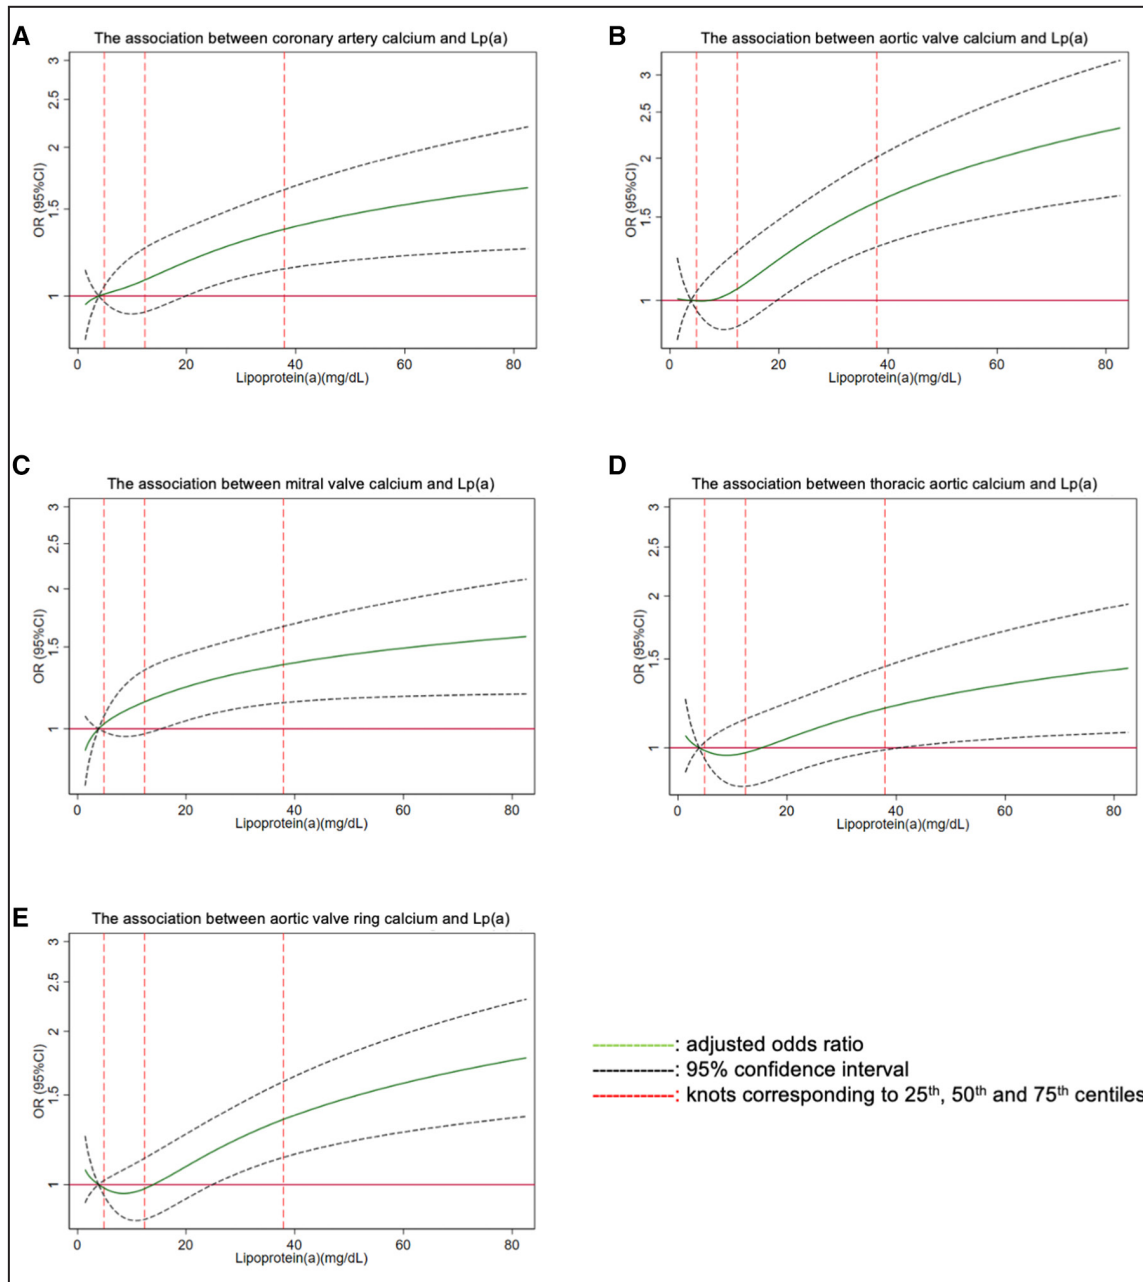 A
The association between coronary artery calcium and Lp(a)
3
2.5
2
1.5
1
OR (95%CI)
0 20 40 60 80
Lipoprotein(a)(mg/dL)
B
The association between aortic valve calcium and Lp(a)
3
2.5
2
1.5
1
OR (95%CI)
0 20 40 60 80
Lipoprotein(a)(mg/dL)
C
The association between mitral valve calcium and Lp(a)
3
2.5
2
1.5
1
OR (95%CI)
0 20 40 60 80
Lipoprotein(a)(mg/dL)
D
The association between thoracic aortic calcium and Lp(a)
3
2.5
2
1.5
1
OR (95%CI)
0 20 40 60 80
Lipoprotein(a)(mg/dL)
E
The association between aortic valve ring calcium and Lp(a)
3
2.5
2
1.5
1
OR (95%CI)
0 20 40 60 80
Lipoprotein(a)(mg/dL)
: adjusted odds ratio
: 95% confidence interval
: knots corresponding to 25th, 50th and 75th centiles